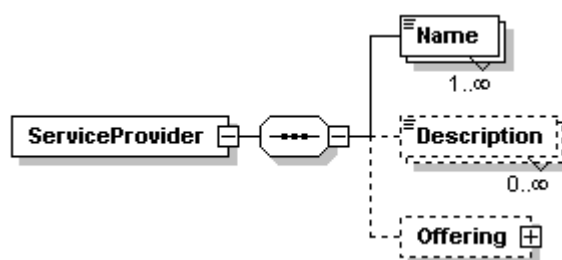 Name
1..∞
ServiceProvider
Description
0..∞
Offering